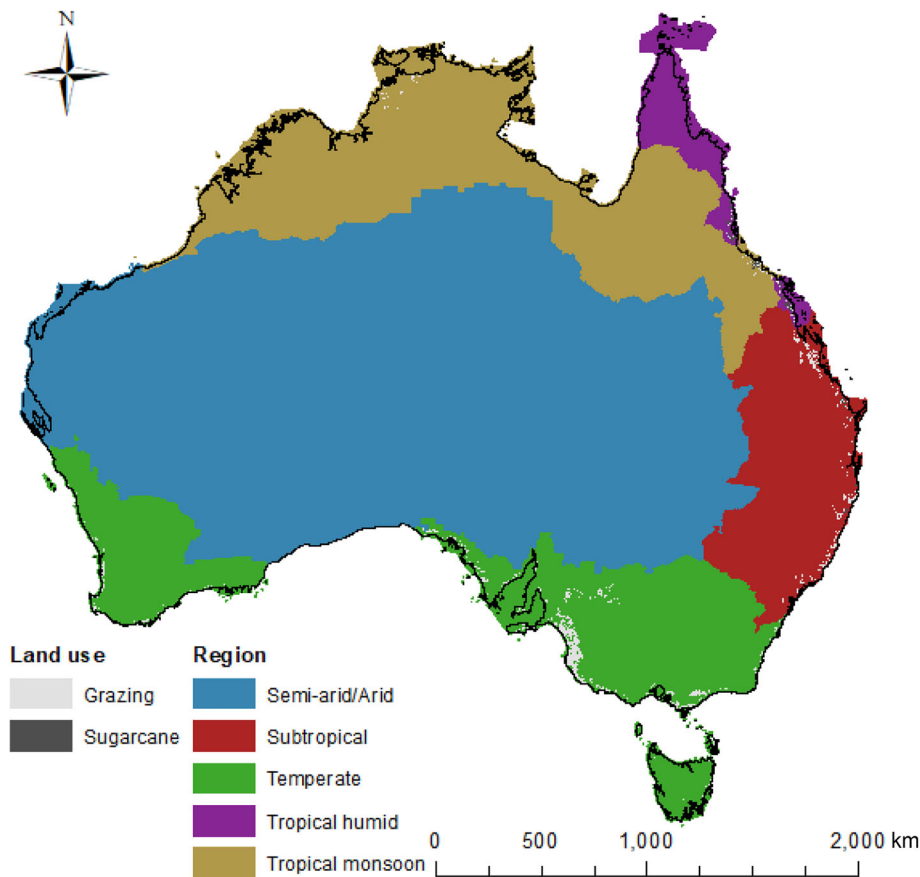 N
Land use
Grazing
Sugarcane
Region
Semi-arid/Arid
Subtropical
Temperate
Tropical humid
Tropical monsoon
0 500 1,000 2,000 km